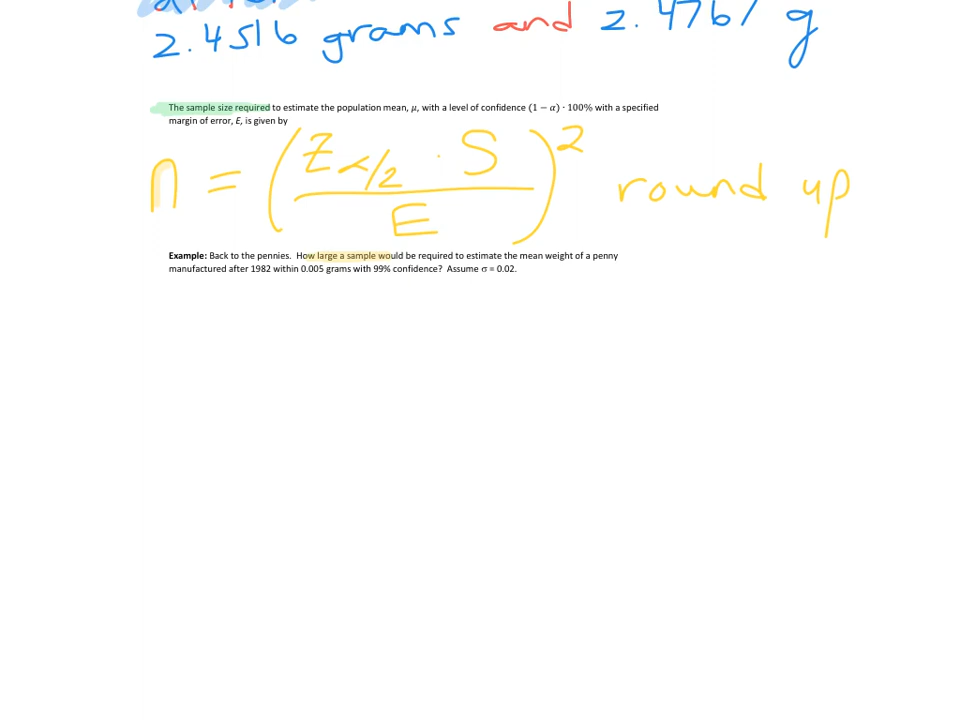 2.4516 grams and 2.4767 g
The sample size required to estimate the population mean, μ, with a level of confidence (1 − α) · 100% with a specified
margin of error, E, is given by
n = (Zα/2 · S / E)² round up
Example: Back to the pennies. How large a sample would be required to estimate the mean weight of a penny
manufactured after 1982 within 0.005 grams with 99% confidence? Assume σ = 0.02.